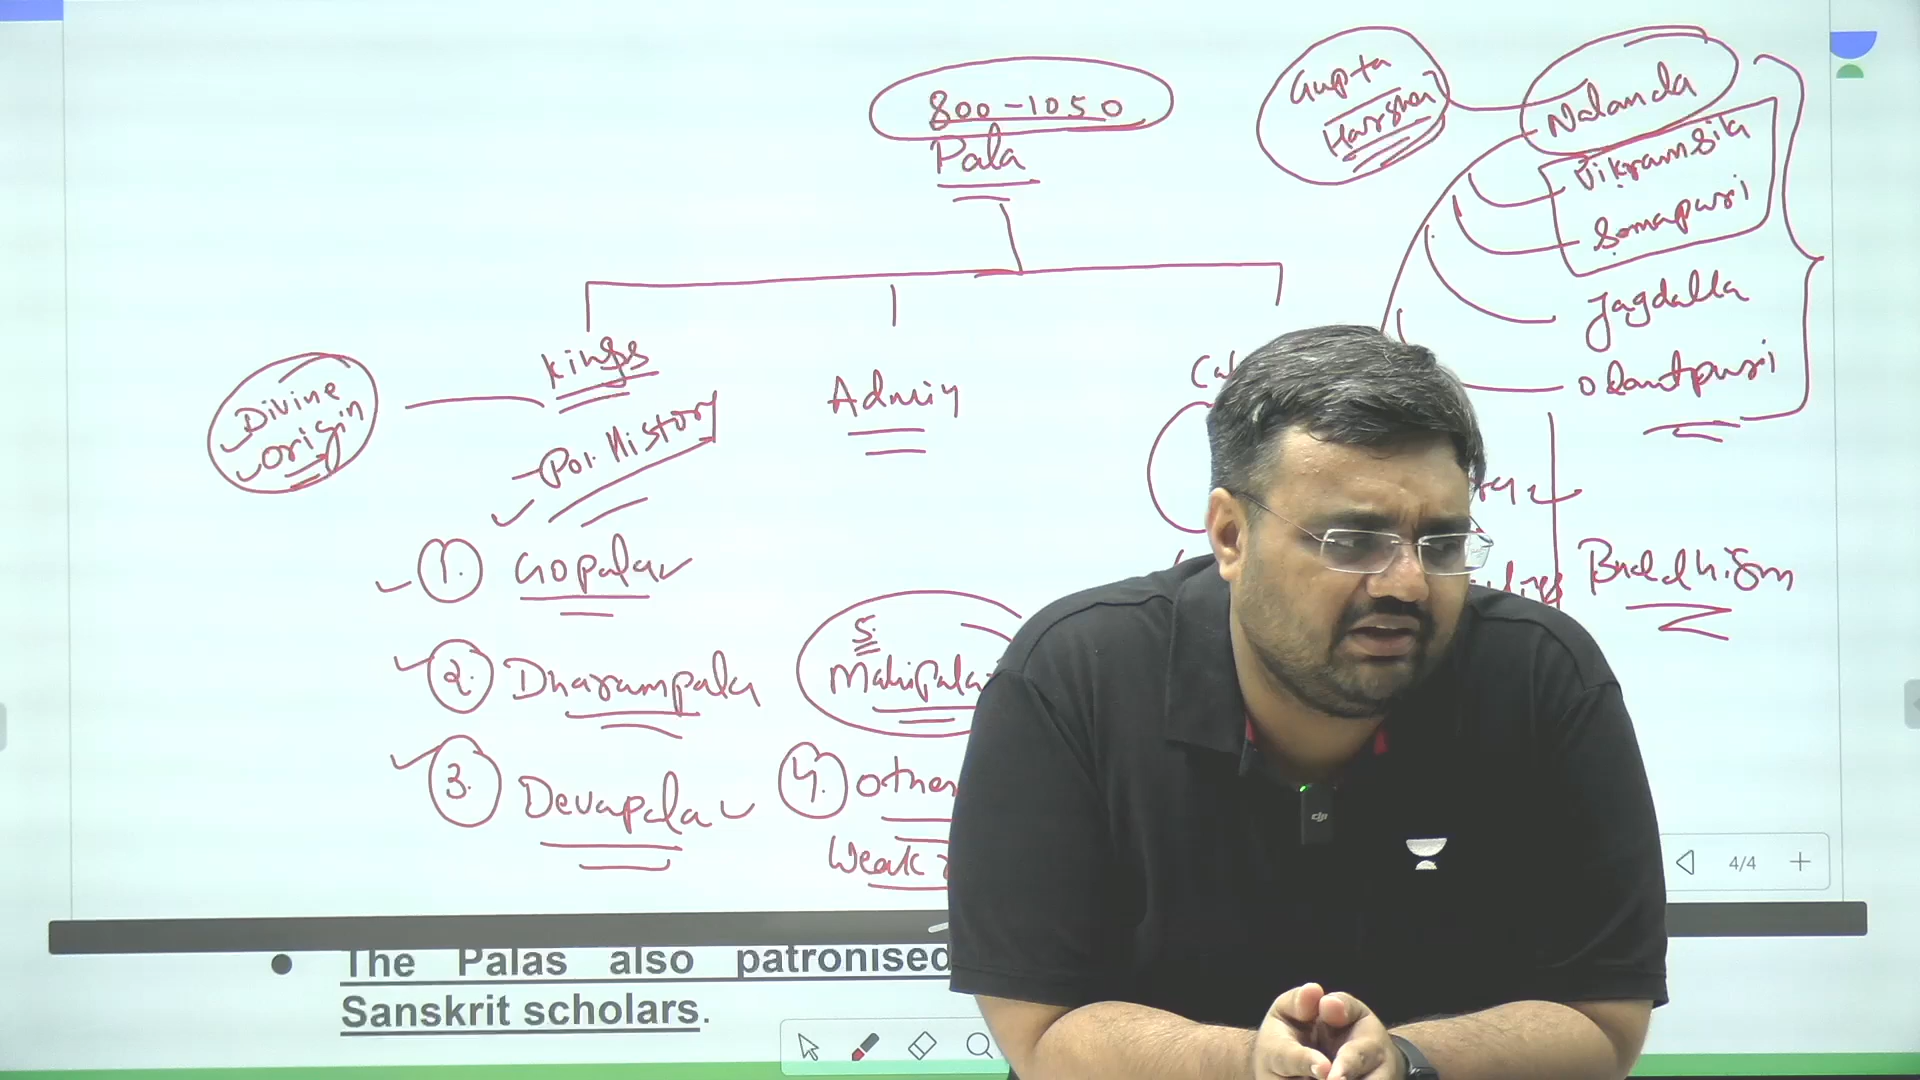 800-1050
Pala
Gupta
Harsha
Nalanda
Vikramsila
Somapuri
Jagdalla
Odantpuri
Kings
Divine
origin
Pol. History
Admin
1. Gopala
2. Dharampala
3. Devapala
5.
Mahipala
4.
Weak
Buddhism
The Palas also patronised
Sanskrit scholars.
4/4
dji